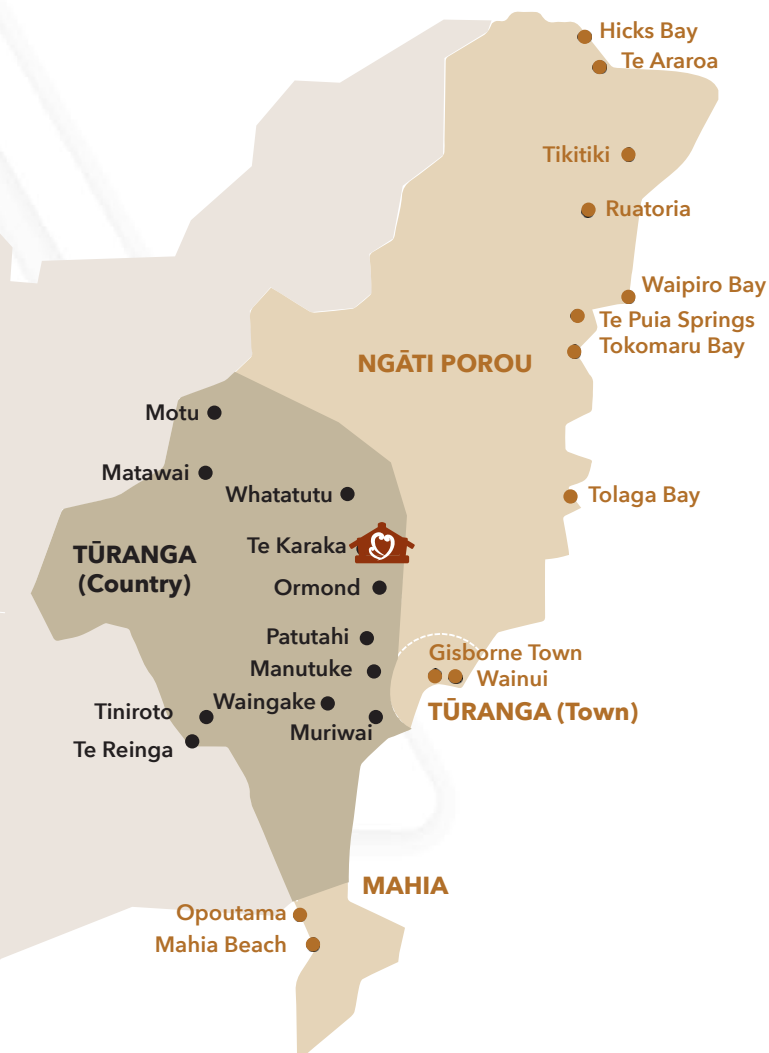 Hicks Bay
Te Araroa
Tikitiki
Ruatoria
Waipiro Bay
Te Puia Springs
Tokomaru Bay
NGĀTI POROU
Motu
Matawai
Whatatutu
Tolaga Bay
Te Karaka
TŪRANGA
(Country)
Ormond
Patutahi
Gisborne Town
Manutuke
Wainui
Waingake
Tiniroto
TŪRANGA (Town)
Muriwai
Te Reinga
MAHIA
Opoutama
Mahia Beach